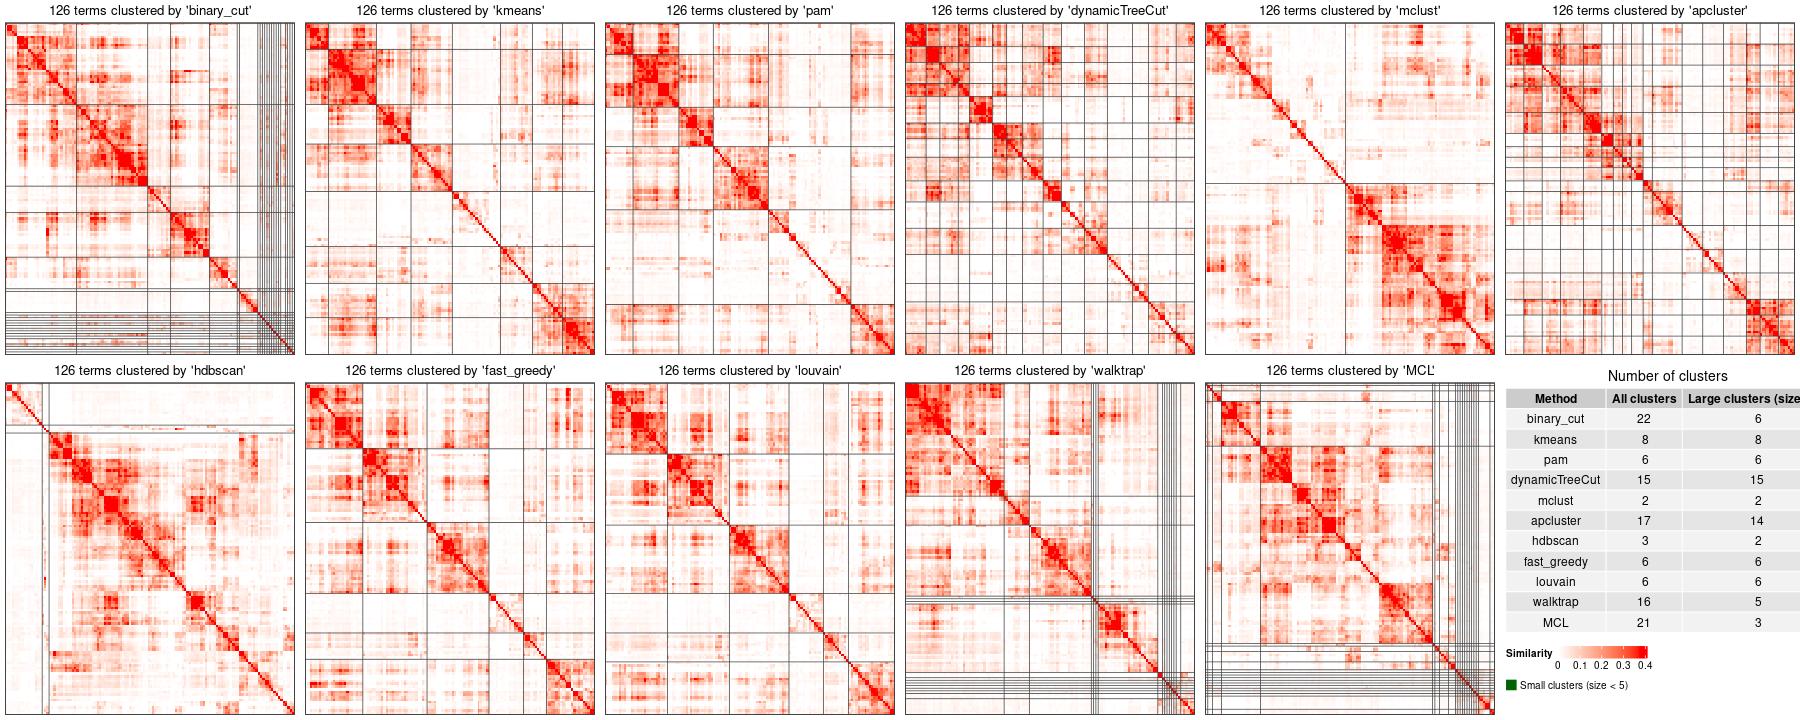 126 terms clustered by 'binary_cut'
126 terms clustered by 'kmeans'
126 terms clustered by 'pam'
126 terms clustered by 'dynamicTreeCut'
126 terms clustered by 'mclust'
126 terms clustered by 'apcluster'
126 terms clustered by 'hdbscan'
126 terms clustered by 'fast_greedy'
126 terms clustered by 'louvain'
126 terms clustered by 'walktrap'
126 terms clustered by 'MCL'
Number of clusters
Method All clusters Large clusters (size
binary_cut 22 6
kmeans 8 8
pam 6 6
dynamicTreeCut 15 15
mclust 2 2
apcluster 17 14
hdbscan 3 2
fast_greedy 6 6
louvain 6 6
walktrap 16 5
MCL 21 3
Similarity
0 0.1 0.2 0.3 0.4
Small clusters (size < 5)